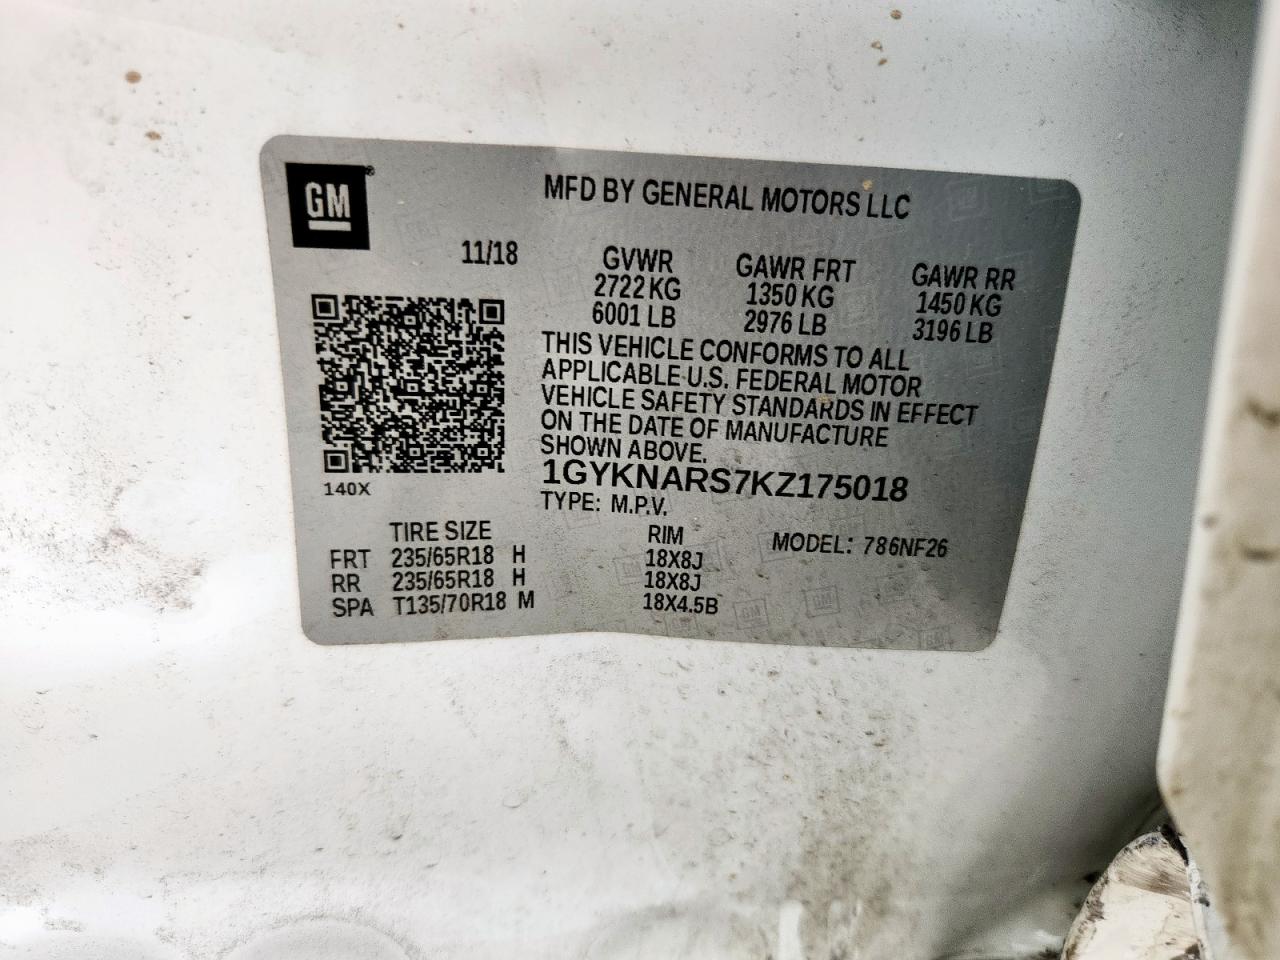 GM
MFD BY GENERAL MOTORS LLC
11/18
GVWR GAWR FRT GAWR RR
2722 KG 1350 KG 1450 KG
6001 LB 2976 LB 3196 LB
THIS VEHICLE CONFORMS TO ALL
APPLICABLE U.S. FEDERAL MOTOR
VEHICLE SAFETY STANDARDS IN EFFECT
ON THE DATE OF MANUFACTURE
SHOWN ABOVE.
1GYKNARS7KZ175018
TYPE: M.P.V.
140X
TIRE SIZE RIM MODEL: 786NF26
FRT 235/65R18 H 18X8J
RR 235/65R18 H 18X8J
SPA T135/70R18 M 18X4.5B